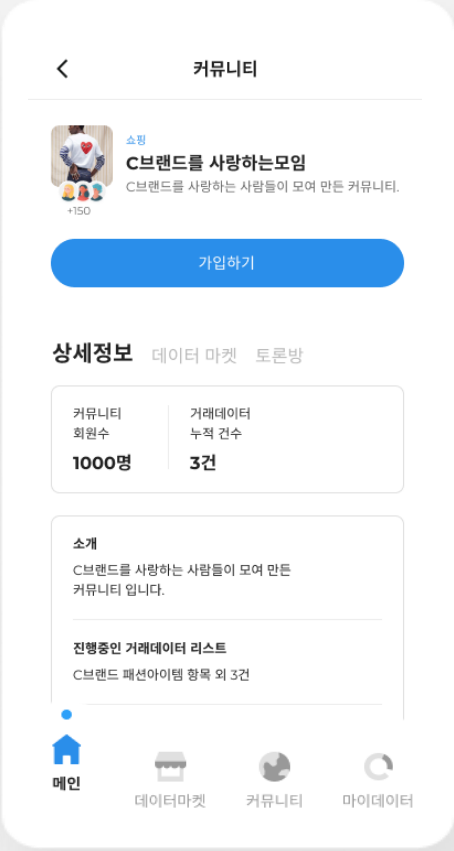 커뮤니티
쇼핑
C브랜드를 사랑하는모임
C브랜드를 사랑하는 사람들이 모여 만든 커뮤니티.
+150
가입하기
상세정보 데이터 마켓 토론방
커뮤니티
회원수
1000명
거래데이터
누적 건수
3건
소개
C브랜드를 사랑하는 사람들이 모여 만든
커뮤니티 입니다.
진행중인 거래데이터 리스트
C브랜드 패션아이템 항목 외 3건
메인
데이터마켓
커뮤니티
마이데이터